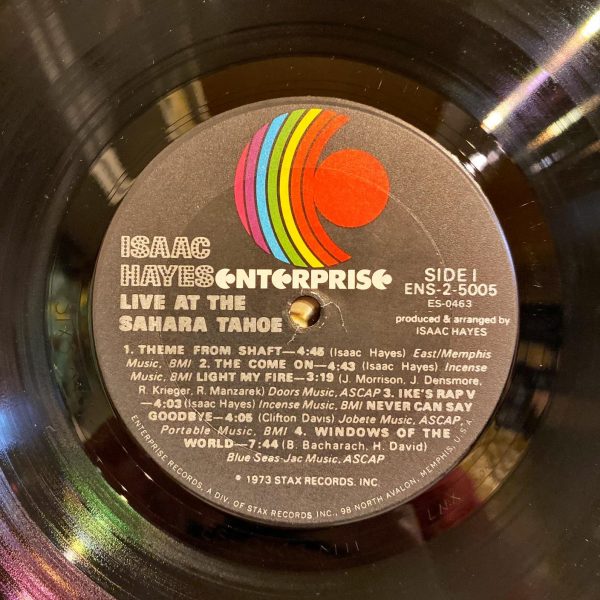 ISAAC
HAYES
ENTERPRISE
LIVE AT THE
SAHARA TAHOE
SIDE I
ENS-2-5005
ES-0463
produced & arranged by
ISAAC HAYES
1. THEME FROM SHAFT—4:45 (Isaac Hayes) East/Memphis
Music, BMI 2. THE COME ON—4:43 (Isaac Hayes) Incense
Music, BMI LIGHT MY FIRE—3:19 (J. Morrison, J. Densmore,
R. Krieger, R. Manzarek) Doors Music, ASCAP 3. IKE'S RAP V
—4:03 (Isaac Hayes) Incense Music, BMI NEVER CAN SAY
GOODBYE—4:05 (Clifton Davis) Jobete Music, ASCAP,
Portable Music, BMI 4. WINDOWS OF THE
WORLD—7:44 (B. Bacharach, H. David)
Blue Seas-Jac Music, ASCAP
℗ 1973 STAX RECORDS, INC.
ENTERPRISE RECORDS, A DIV. OF STAX RECORDS INC., 98 NORTH AVALON, MEMPHIS, U.S.A.